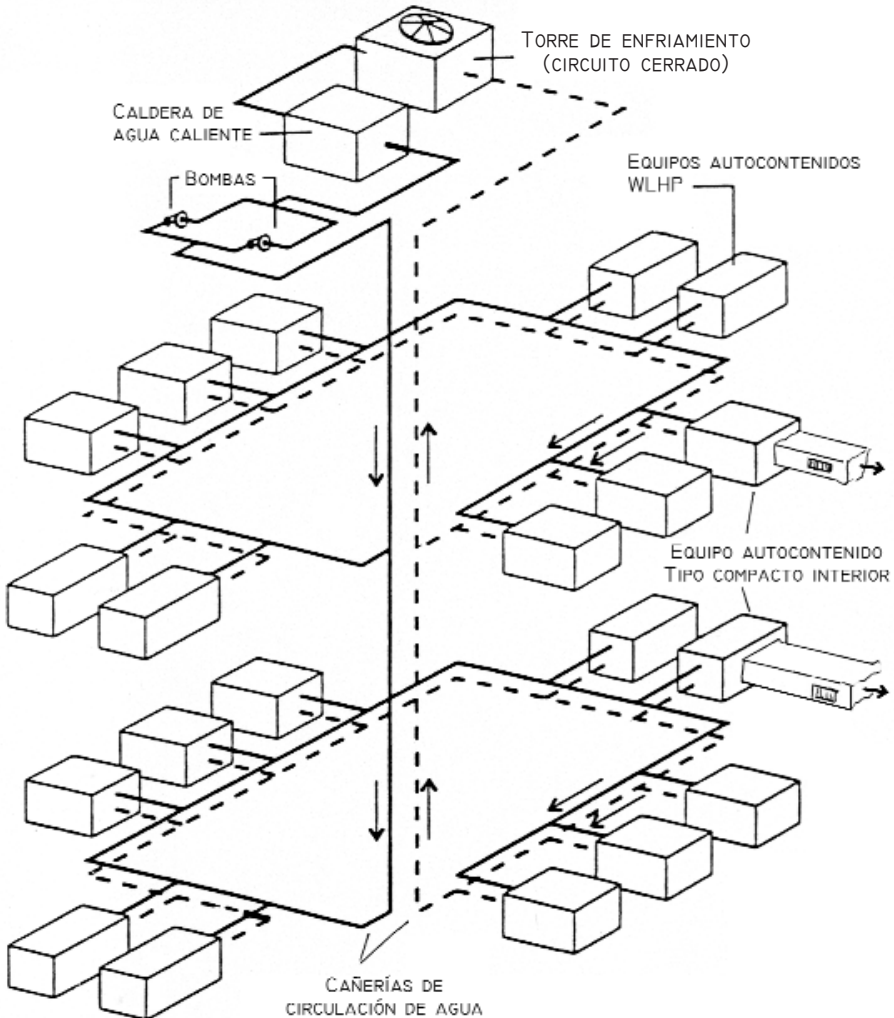 TORRE DE ENFRIAMIENTO
(CIRCUITO CERRADO)
CALDERA DE
AGUA CALIENTE
BOMBAS
EQUIPOS AUTOCONTENIDOS
WLHP
EQUIPO AUTOCONTENIDO
TIPO COMPACTO INTERIOR
CAÑERÍAS DE
CIRCULACIÓN DE AGUA